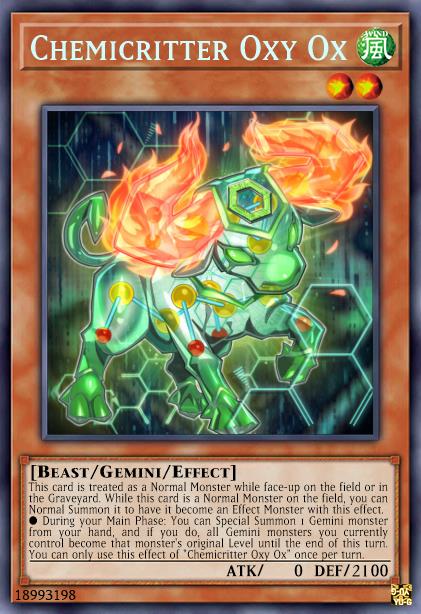 CHEMICRITTER OXY OX
WIND
風
[BEAST/GEMINI/EFFECT]
This card is treated as a Normal Monster while face-up on the field or in
the Graveyard. While this card is a Normal Monster on the field, you can
Normal Summon it to have it become an Effect Monster with this effect.
● During your Main Phase: You can Special Summon 1 Gemini monster
from your hand, and if you do, all Gemini monsters you currently
control become that monster's original Level until the end of this turn.
You can only use this effect of "Chemicritter Oxy Ox" once per turn.
ATK/ 0 DEF/2100
18993198